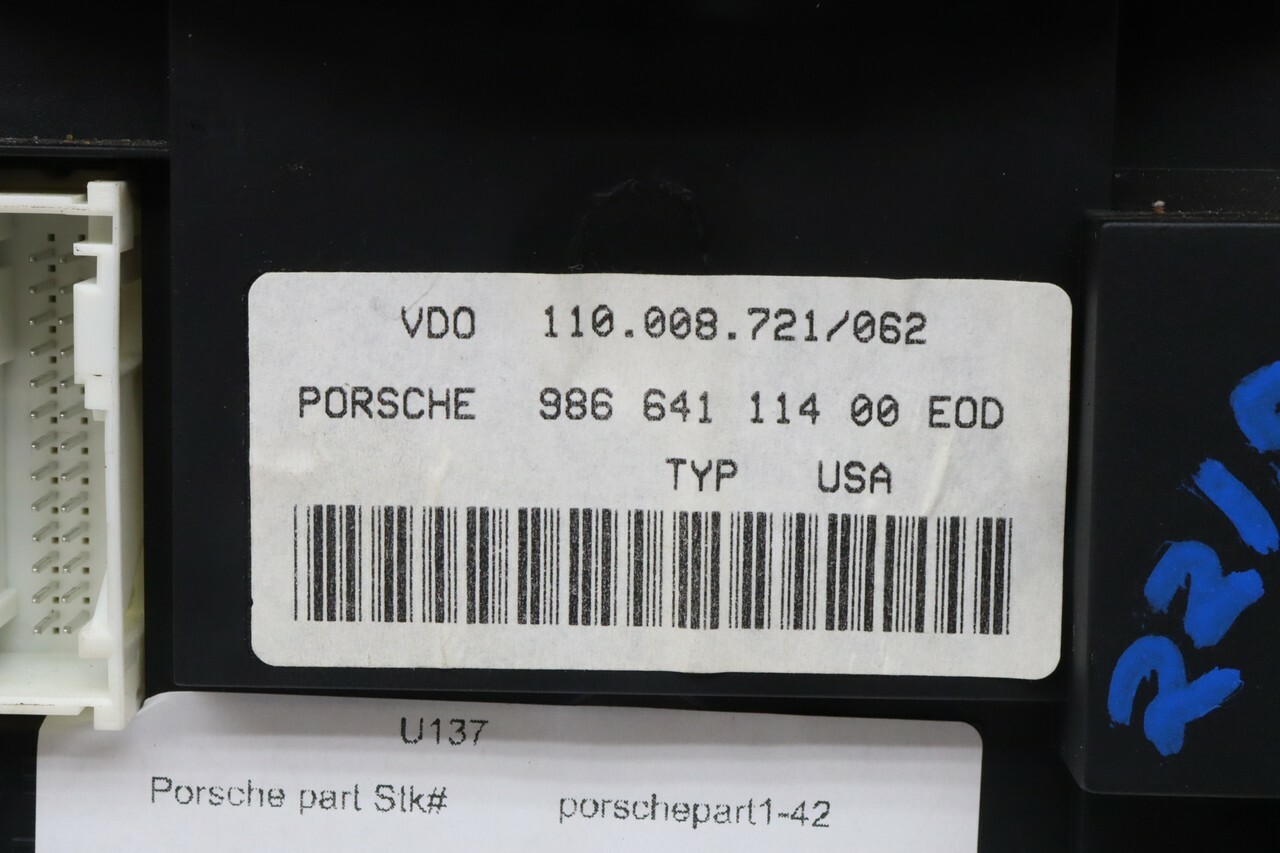 VDO 110.008.721/062
PORSCHE 986 641 114 00 EOD
TYP USA
U137
Porsche part Stk# porschepart1-42